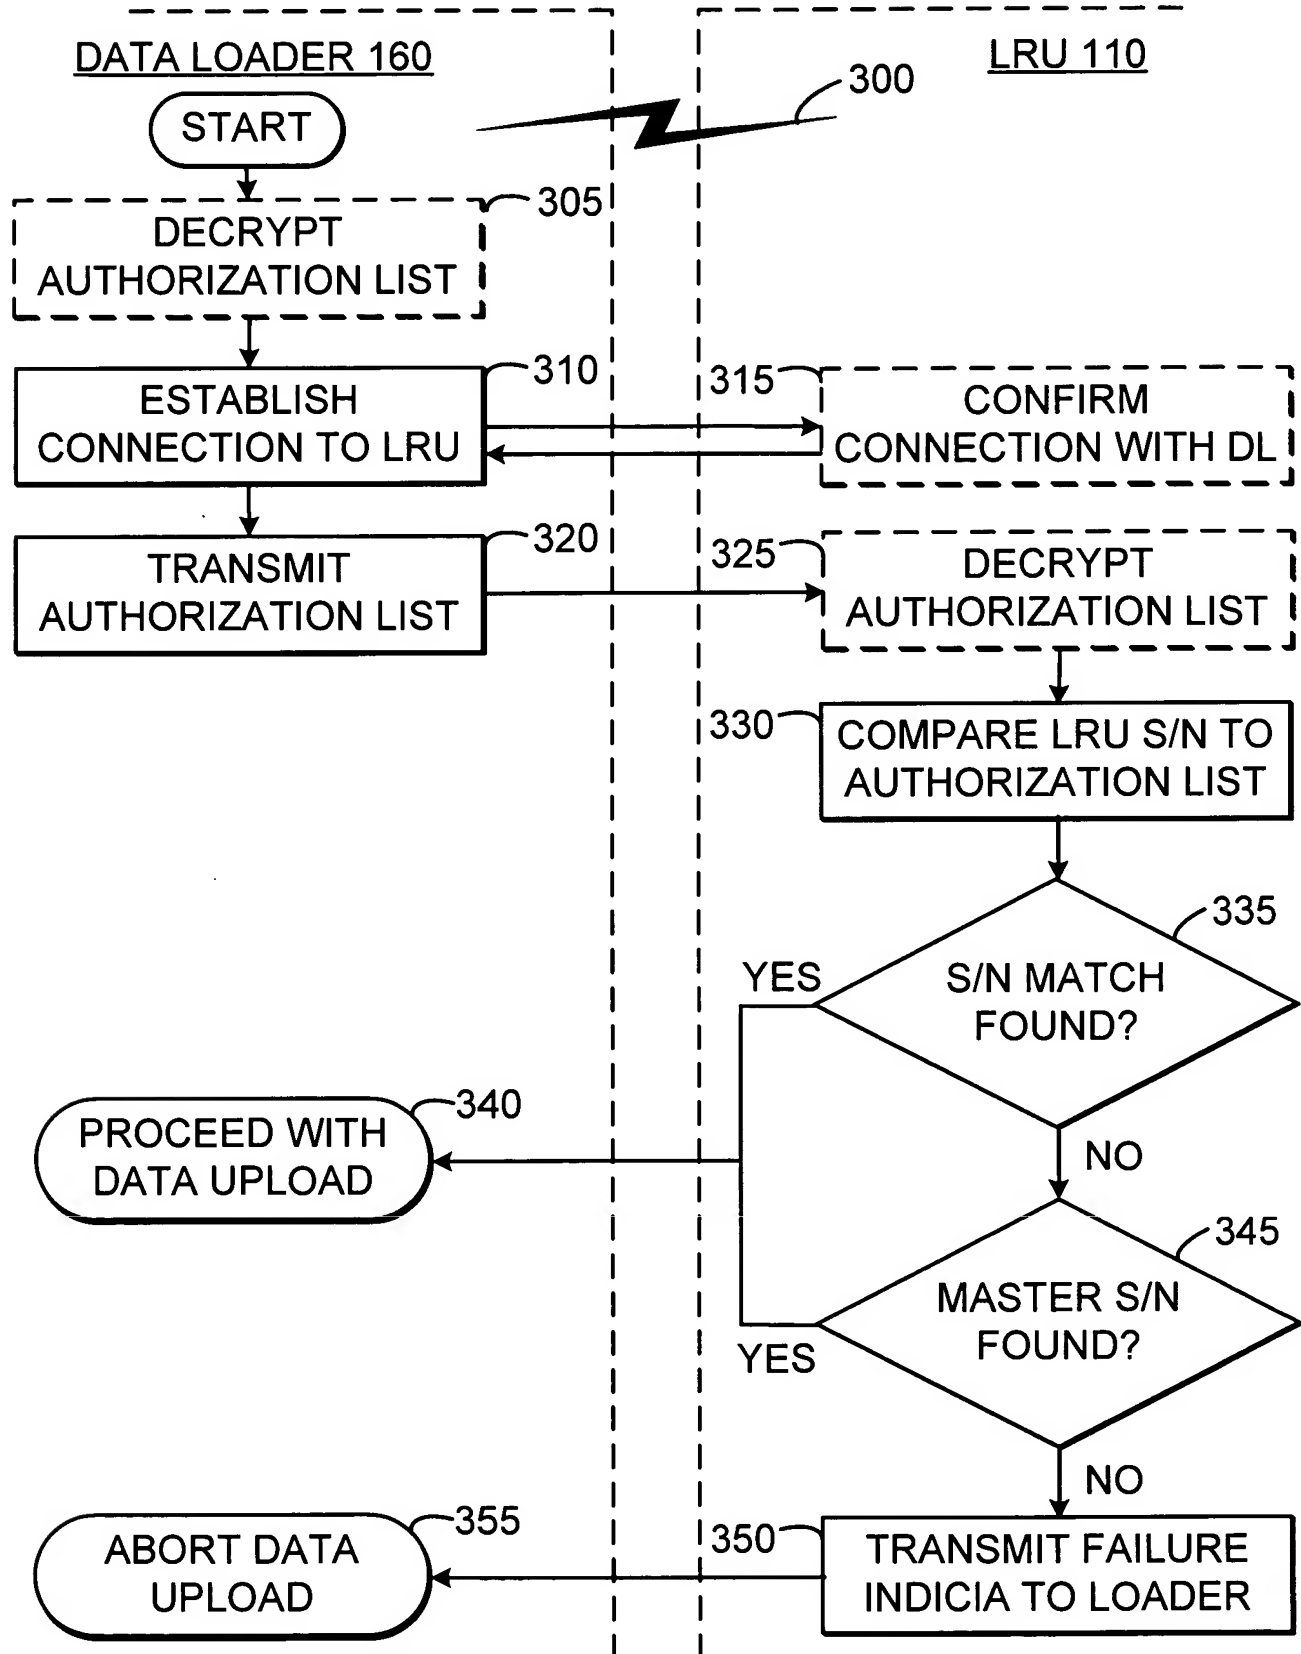 DATA LOADER 160
LRU 110
300
START
305
DECRYPT
AUTHORIZATION LIST
310
ESTABLISH
CONNECTION TO LRU
315
CONFIRM
CONNECTION WITH DL
320
TRANSMIT
AUTHORIZATION LIST
325
DECRYPT
AUTHORIZATION LIST
330
COMPARE LRU S/N TO
AUTHORIZATION LIST
335
S/N MATCH
FOUND?
YES
NO
340
PROCEED WITH
DATA UPLOAD
345
MASTER S/N
FOUND?
YES
NO
350
TRANSMIT FAILURE
INDICIA TO LOADER
355
ABORT DATA
UPLOAD